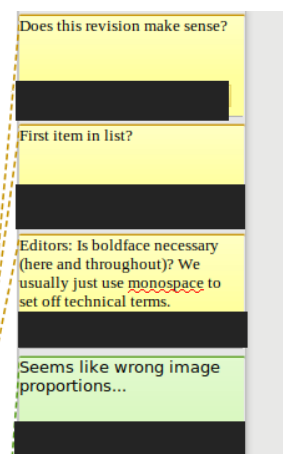 Does this revision make sense?
First item in list?
Editors: Is boldface necessary
(here and throughout)? We
usually just use monospace to
set off technical terms.
Seems like wrong image
proportions...